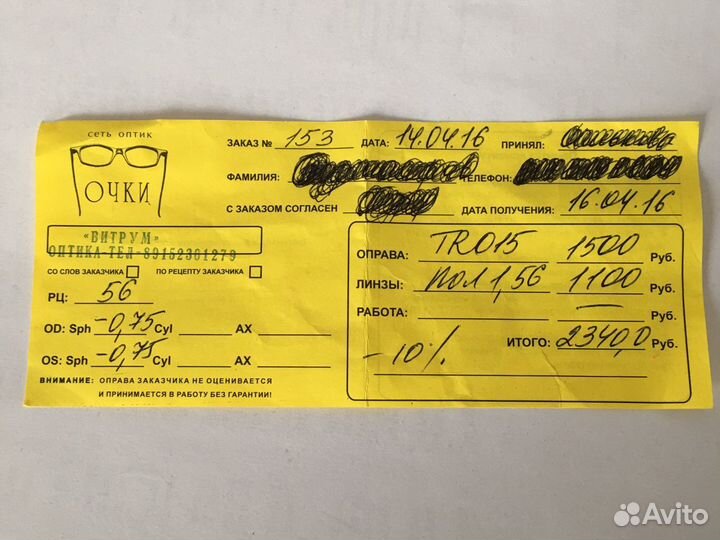 сеть оптик
ОЧКИ
ЗАКАЗ № 153 ДАТА: 14.04.16 ПРИНЯЛ:
ФАМИЛИЯ: ТЕЛЕФОН:
С ЗАКАЗОМ СОГЛАСЕН ДАТА ПОЛУЧЕНИЯ: 16.04.16
«ВИТРУМ»
ОПТИКА-ТЕЛ-89152361279
СО СЛОВ ЗАКАЗЧИКА ПО РЕЦЕПТУ ЗАКАЗЧИКА
РЦ: 56
OD: Sph -0,75 Cyl AX
OS: Sph -0,75 Cyl AX
ВНИМАНИЕ: ОПРАВА ЗАКАЗЧИКА НЕ ОЦЕНИВАЕТСЯ
И ПРИНИМАЕТСЯ В РАБОТУ БЕЗ ГАРАНТИИ!
ОПРАВА: TR015 1500 Руб.
ЛИНЗЫ: Пол 1,56 1100 Руб.
РАБОТА: — Руб.
-10% ИТОГО: 2340,0 Руб.
Avito